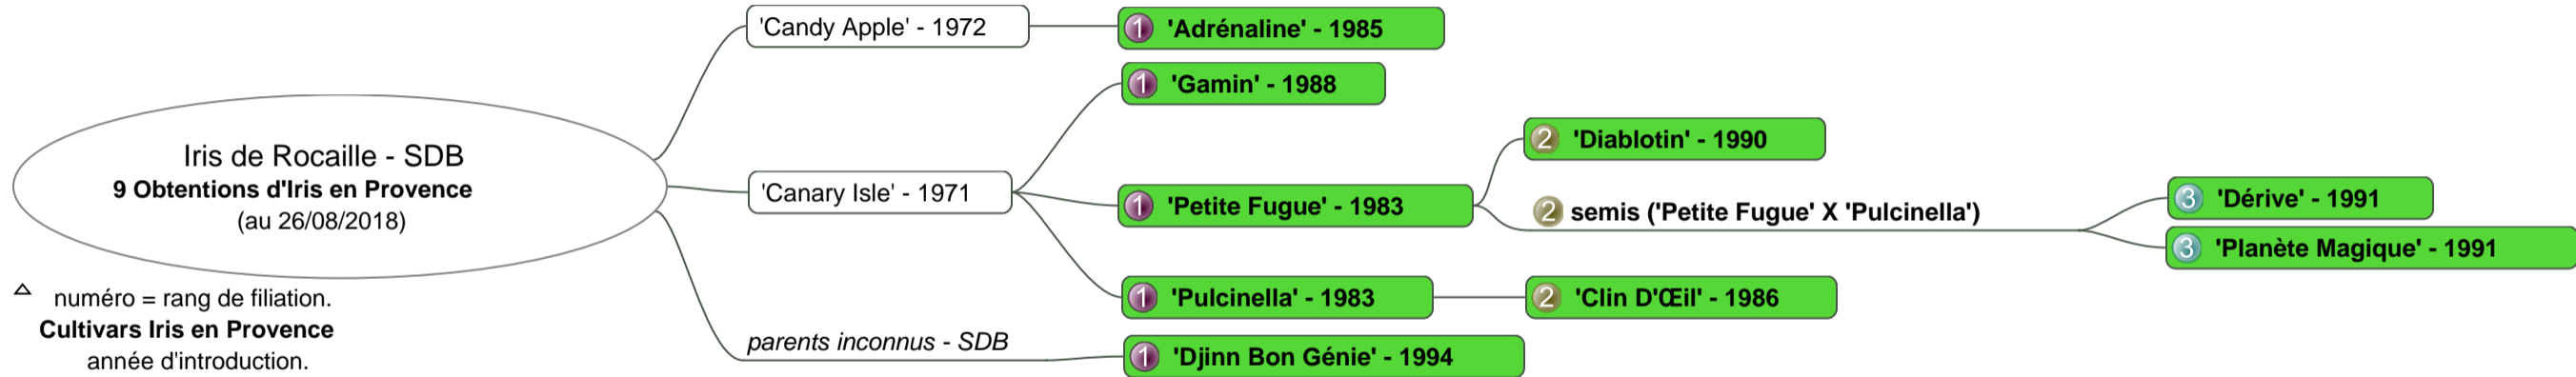 Iris de Rocaille - SDB
9 Obtentions d'Iris en Provence
(au 26/08/2018)
numéro = rang de filiation.
Cultivars Iris en Provence
année d'introduction.
'Candy Apple' - 1972
1 'Adrénaline' - 1985
'Canary Isle' - 1971
1 'Gamin' - 1988
1 'Petite Fugue' - 1983
2 'Diablotin' - 1990
2 semis ('Petite Fugue' X 'Pulcinella')
3 'Dérive' - 1991
3 'Planète Magique' - 1991
1 'Pulcinella' - 1983
2 'Clin D'Œil' - 1986
parents inconnus - SDB
1 'Djinn Bon Génie' - 1994